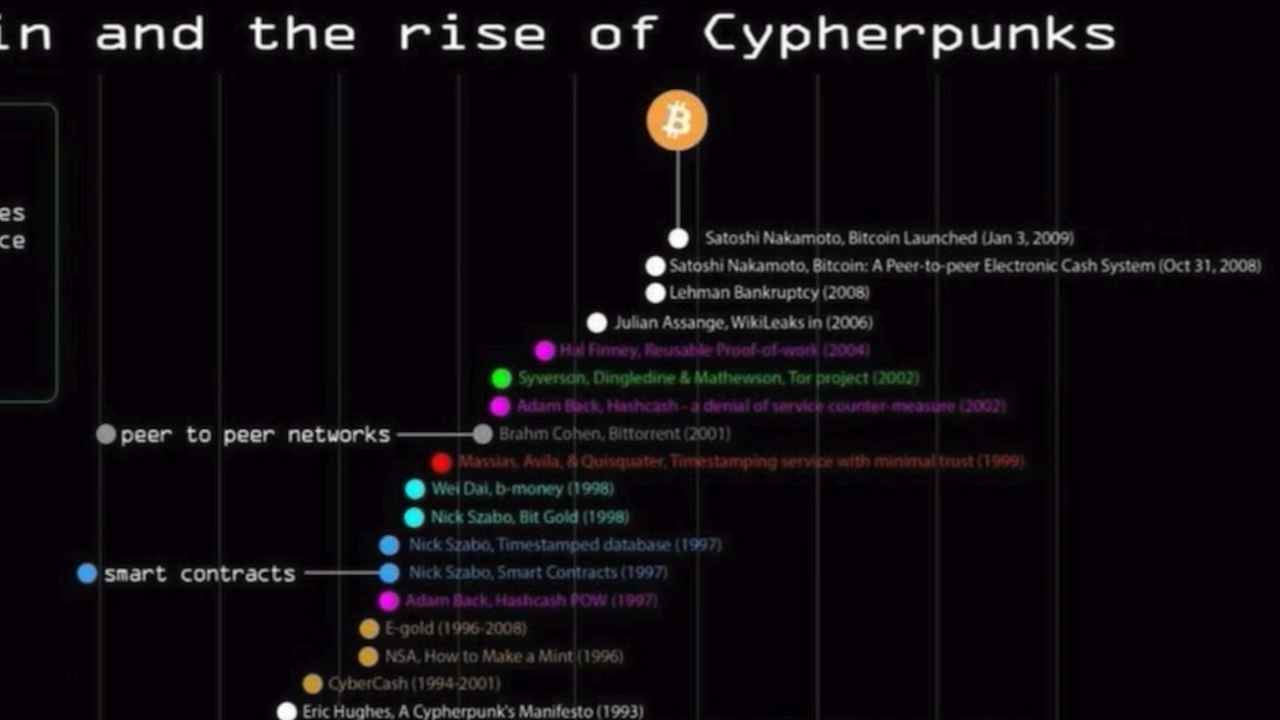 in and the rise of Cypherpunks
es
ce
Satoshi Nakamoto, Bitcoin Launched (Jan 3, 2009)
Satoshi Nakamoto, Bitcoin: A Peer-to-peer Electronic Cash System (Oct 31, 2008)
Lehman Bankruptcy (2008)
Julian Assange, WikiLeaks in (2006)
Hal Finney, Reusable Proof-of-work (2004)
Syverson, Dingledine & Mathewson, Tor project (2002)
Adam Back, Hashcash - a denial of service counter-measure (2002)
peer to peer networks
Brahm Cohen, Bittorrent (2001)
Massias, Avila, & Quisquater, Timestamping service with minimal trust (1999)
Wei Dai, b-money (1998)
Nick Szabo, Bit Gold (1998)
Nick Szabo, Timestamped database (1997)
smart contracts
Nick Szabo, Smart Contracts (1997)
Adam Back, Hashcash POW (1997)
E-gold (1996-2008)
NSA, How to Make a Mint (1996)
CyberCash (1994-2001)
Eric Hughes, A Cypherpunk's Manifesto (1993)